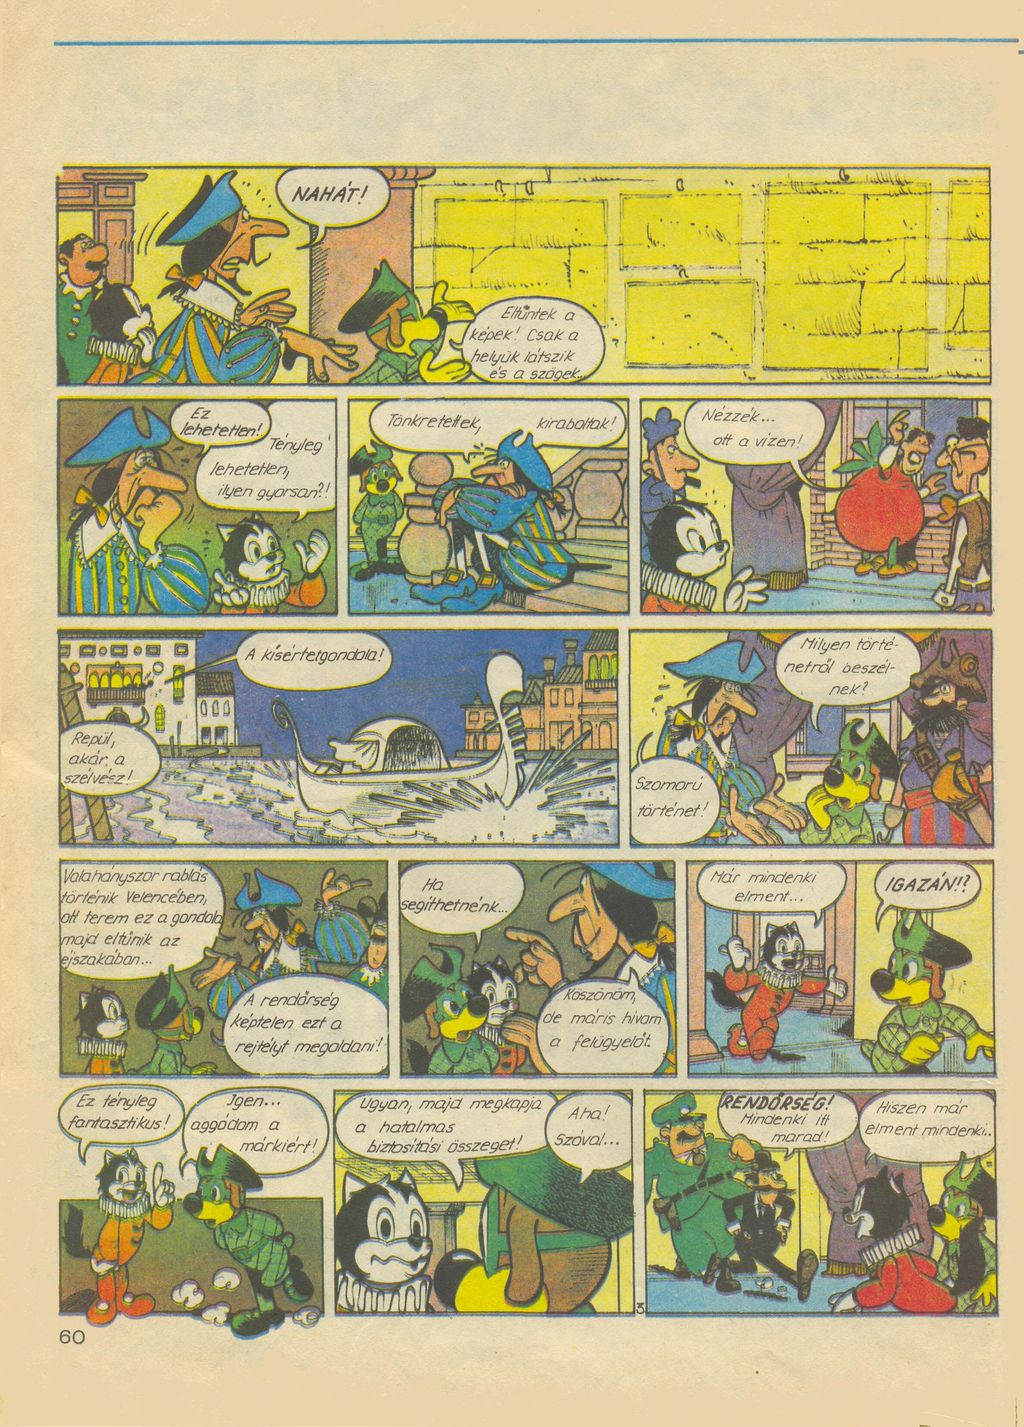 NAHÁT!
Eltűntek a
képek! Csak a
helyük látszik
és a szögek...
Ez
lehetetlen!
Tényleg
lehetetlen,
ilyen gyorsan?!
Tönkretettek, kiraboltak!
Nézzék...
ott a vizen!
A kísértetgondola!
Repül,
akár a
szélvész!
Milyen törté-
netről beszél-
nek?
Szomorú
történet!
Valahányszor rablás
történik Velencében,
ott terem ez a gondola,
majd eltűnik az
éjszakában...
A rendőrség
képtelen ezt a
rejtélyt megoldani!
Ha
segíthetnénk...
Köszönöm,
de máris hívom
a felügyelőt.
Már mindenki
elment...
IGAZÁN!?
Ez tényleg
fantasztikus!
Igen...
aggódom a
márkiért!
Ugyan, majd megkapja
a hatalmas
biztosítási összeget!
Aha!
Szóval...
RENDŐRSÉG!
Mindenki itt
marad!
Hiszen már
elment mindenki..
3
60